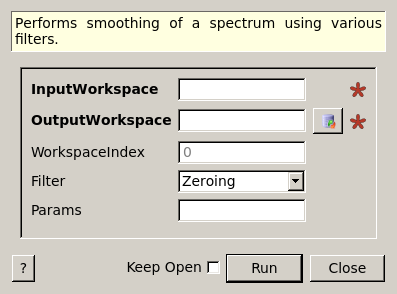 Performs smoothing of a spectrum using various
filters.
InputWorkspace
OutputWorkspace
WorkspaceIndex 0
Filter Zeroing
Params
? Keep Open Run Close